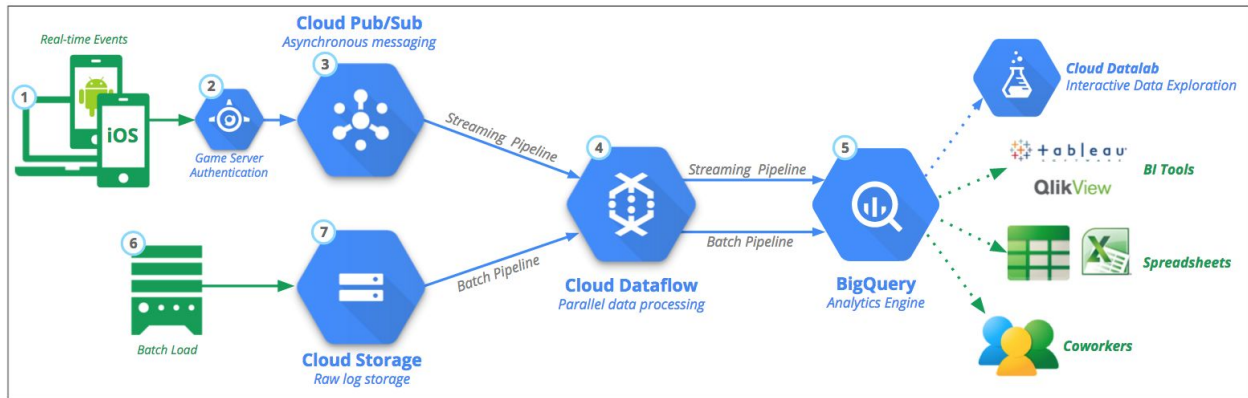 Real-time Events
1
iOS
2
Game Server
Authentication
Cloud Pub/Sub
Asynchronous messaging
3
Streaming Pipeline
6
Batch Load
7
Cloud Storage
Raw log storage
Batch Pipeline
4
Cloud Dataflow
Parallel data processing
Streaming Pipeline
Batch Pipeline
5
BigQuery
Analytics Engine
Cloud Datalab
Interactive Data Exploration
tableau
SOFTWARE
QlikView
BI Tools
X
Spreadsheets
Coworkers